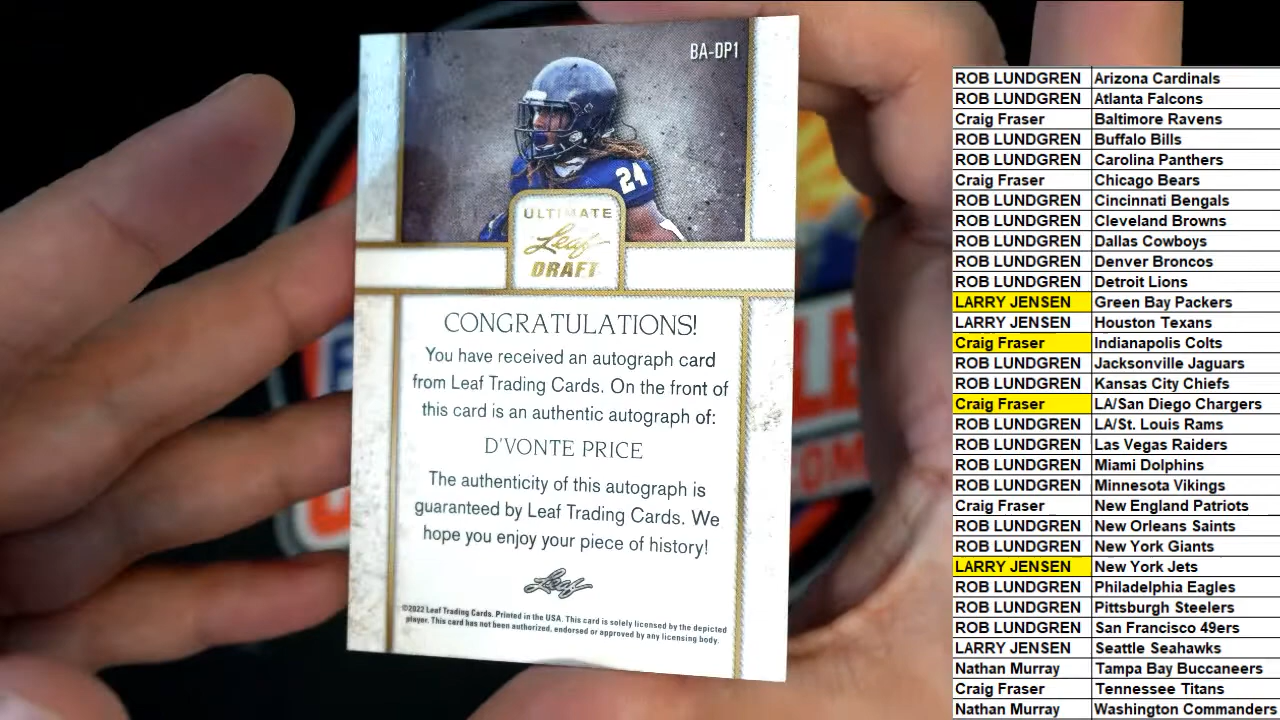 BA-DP1
24
ULTIMATE
Leaf
DRAFT
CONGRATULATIONS!
You have received an autograph card
from Leaf Trading Cards. On the front of
this card is an authentic autograph of:
D'VONTE PRICE
The authenticity of this autograph is
guaranteed by Leaf Trading Cards. We
hope you enjoy your piece of history!
Leaf
©2022 Leaf Trading Cards. Printed in the USA. This card is solely licensed by the depicted
player. This card has not been authorized, endorsed or approved by any licensing body.
ROB LUNDGREN Arizona Cardinals
ROB LUNDGREN Atlanta Falcons
Craig Fraser Baltimore Ravens
ROB LUNDGREN Buffalo Bills
ROB LUNDGREN Carolina Panthers
Craig Fraser Chicago Bears
ROB LUNDGREN Cincinnati Bengals
ROB LUNDGREN Cleveland Browns
ROB LUNDGREN Dallas Cowboys
ROB LUNDGREN Denver Broncos
ROB LUNDGREN Detroit Lions
LARRY JENSEN Green Bay Packers
LARRY JENSEN Houston Texans
Craig Fraser Indianapolis Colts
ROB LUNDGREN Jacksonville Jaguars
ROB LUNDGREN Kansas City Chiefs
Craig Fraser LA/San Diego Chargers
ROB LUNDGREN LA/St. Louis Rams
ROB LUNDGREN Las Vegas Raiders
ROB LUNDGREN Miami Dolphins
ROB LUNDGREN Minnesota Vikings
Craig Fraser New England Patriots
ROB LUNDGREN New Orleans Saints
ROB LUNDGREN New York Giants
LARRY JENSEN New York Jets
ROB LUNDGREN Philadelphia Eagles
ROB LUNDGREN Pittsburgh Steelers
ROB LUNDGREN San Francisco 49ers
LARRY JENSEN Seattle Seahawks
Nathan Murray Tampa Bay Buccaneers
Craig Fraser Tennessee Titans
Nathan Murray Washington Commanders